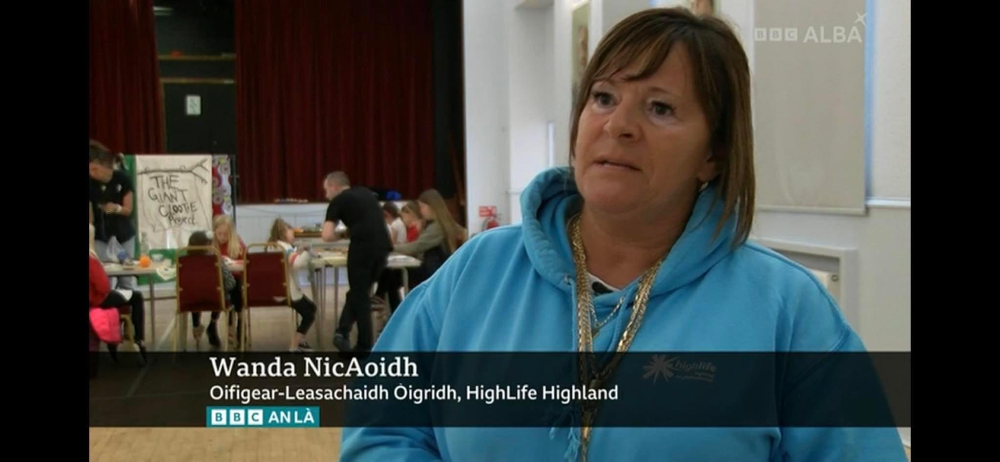 BBC ALBA
THE
GIANT
CLOOTIE
Project
highlife
Wanda NicAoidh
Oifigear-Leasachaidh Òigridh, HighLife Highland
BBC AN LÀ